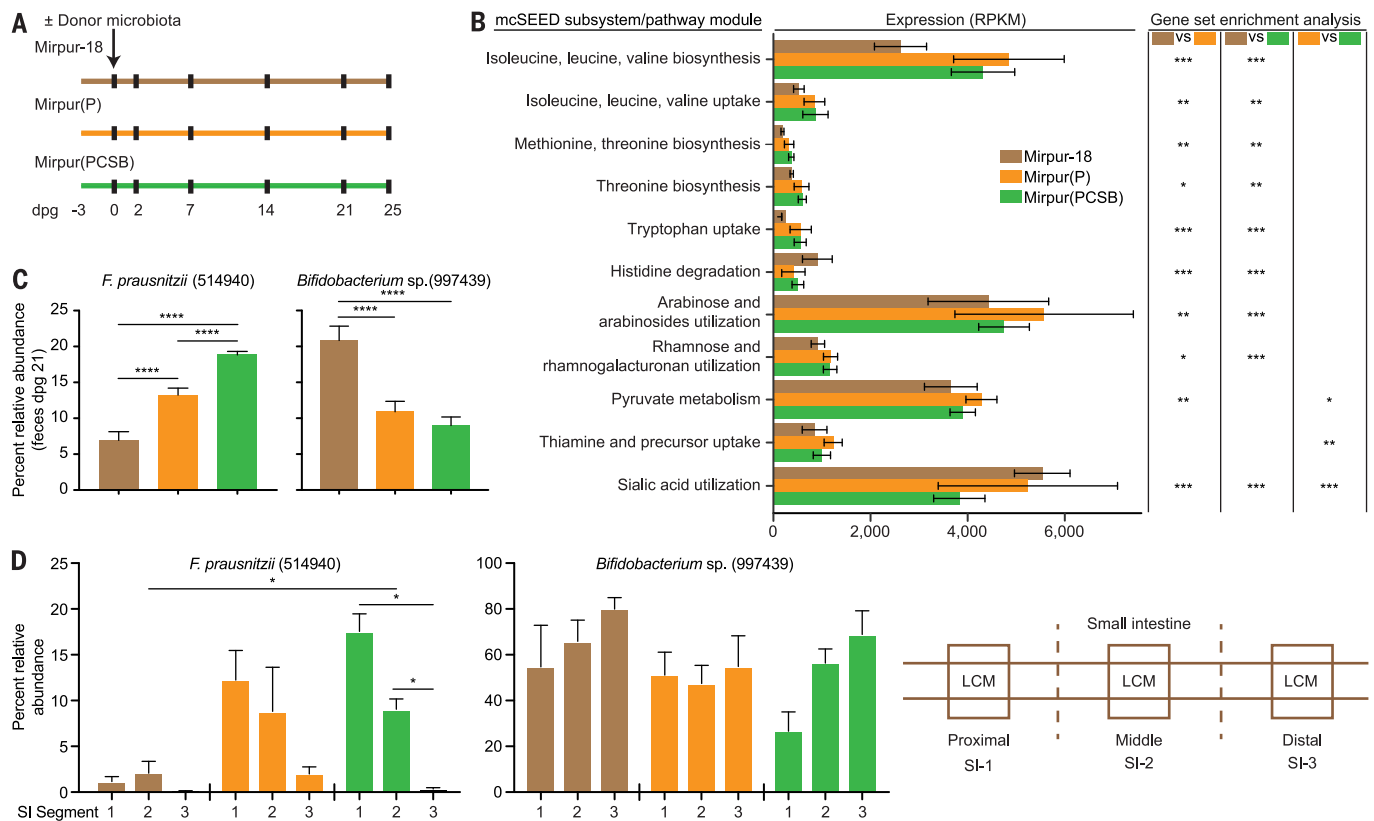 A
± Donor microbiota
Mirpur-18
Mirpur(P)
Mirpur(PCSB)
dpg -3 0 2 7 14 21 25
B
mcSEED subsystem/pathway module
Expression (RPKM)
Gene set enrichment analysis
vs vs vs
Isoleucine, leucine, valine biosynthesis *** ***
Isoleucine, leucine, valine uptake ** **
Methionine, threonine biosynthesis ** **
Threonine biosynthesis * **
Tryptophan uptake *** ***
Histidine degradation *** ***
Arabinose and
arabinosides utilization ** ***
Rhamnose and
rhamnogalacturonan utilization * ***
Pyruvate metabolism ** *
Thiamine and precursor uptake **
Sialic acid utilization *** *** ***
Mirpur-18
Mirpur(P)
Mirpur(PCSB)
0 2,000 4,000 6,000
C
F. prausnitzii (514940)
Percent relative abundance
(feces dpg 21)
25
20
15
10
5
0
****
****
****
Bifidobacterium sp.(997439)
****
****
D
F. prausnitzii (514940)
Percent relative
abundance
25
20
15
10
5
0
*
*
*
SI Segment 1 2 3 1 2 3 1 2 3
Bifidobacterium sp. (997439)
100
80
60
40
20
0
1 2 3 1 2 3 1 2 3
Small intestine
LCM LCM LCM
Proximal Middle Distal
SI-1 SI-2 SI-3